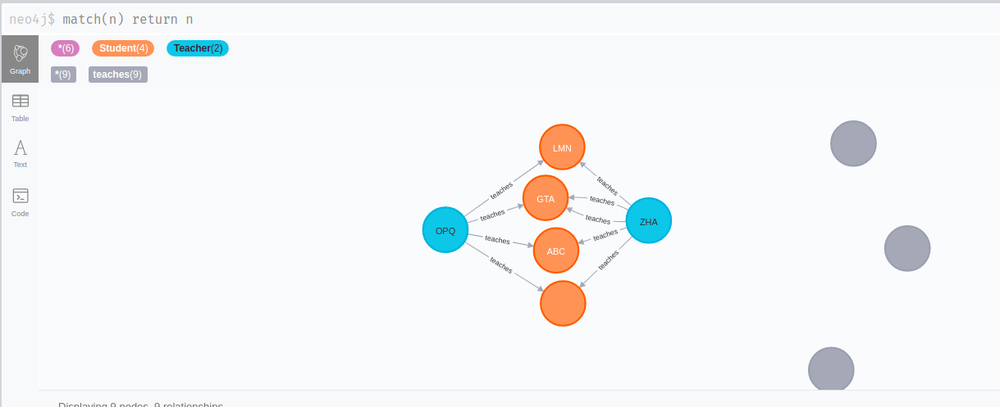 neo4j$ match(n) return n
*(6) Student(4) Teacher(2)
*(9) teaches(9)
Graph
Table
Text
Code
LMN
teaches
teaches
GTA
teaches
teaches
teaches
OPQ
ZHA
teaches
teaches
ABC
teaches
teaches
Displaying 9 nodes, 9 relationships.